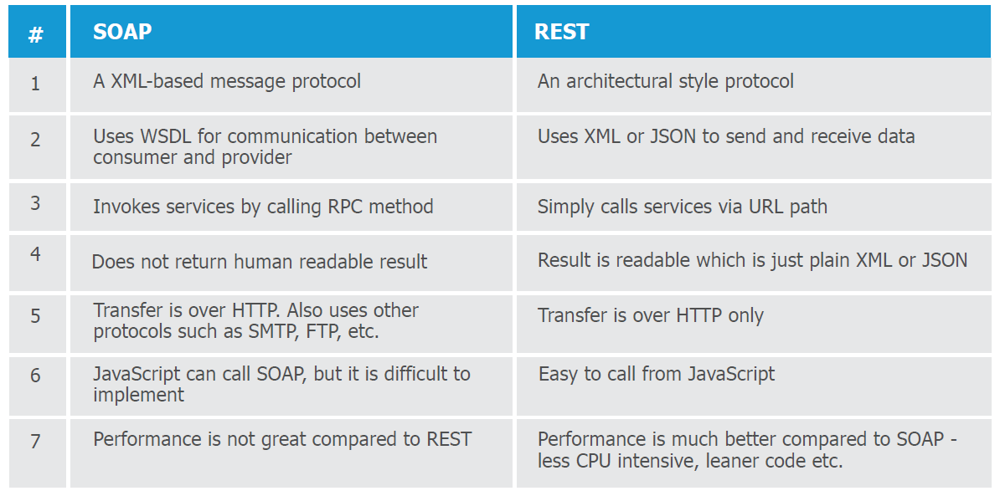 # SOAP REST
1 A XML-based message protocol An architectural style protocol
2 Uses WSDL for communication between Uses XML or JSON to send and receive data
consumer and provider
3 Invokes services by calling RPC method Simply calls services via URL path
4 Does not return human readable result Result is readable which is just plain XML or JSON
5 Transfer is over HTTP. Also uses other Transfer is over HTTP only
protocols such as SMTP, FTP, etc.
6 JavaScript can call SOAP, but it is difficult to Easy to call from JavaScript
implement
7 Performance is not great compared to REST Performance is much better compared to SOAP -
less CPU intensive, leaner code etc.